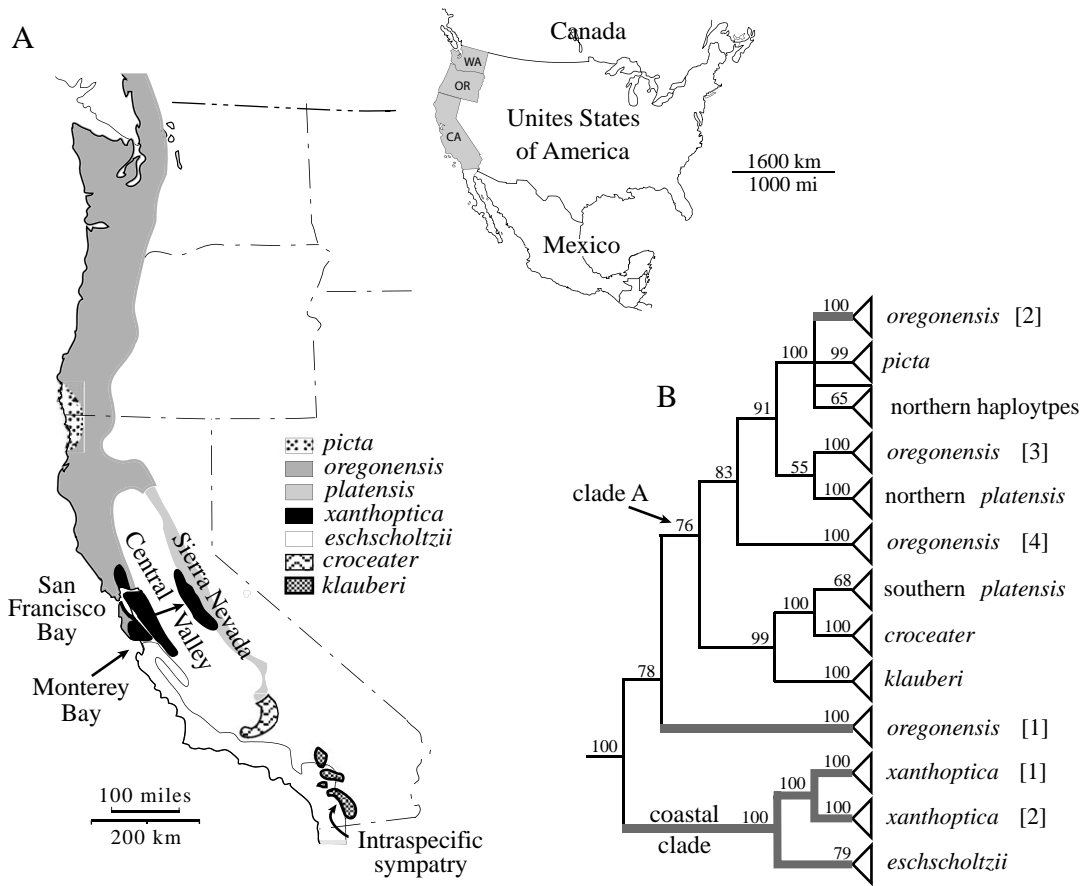 A
Canada
WA
OR
CA
Unites States
of America
1600 km
1000 mi
Mexico
picta
oregonensis
platensis
xanthoptica
eschscholtzii
croceater
klauberi
Central
Valley
Sierra Nevada
San
Francisco
Bay
Monterey
Bay
100 miles
200 km
Intraspecific
sympatry
B
100
oregonensis [2]
100
99
picta
65
northern haploytpes
91
100
oregonensis [3]
55
100
northern platensis
83
clade A
76
100
oregonensis [4]
68
southern platensis
100
croceater
99
100
klauberi
78
100
oregonensis [1]
100
100
xanthoptica [1]
100
100
xanthoptica [2]
coastal
clade
100
79
eschscholtzii